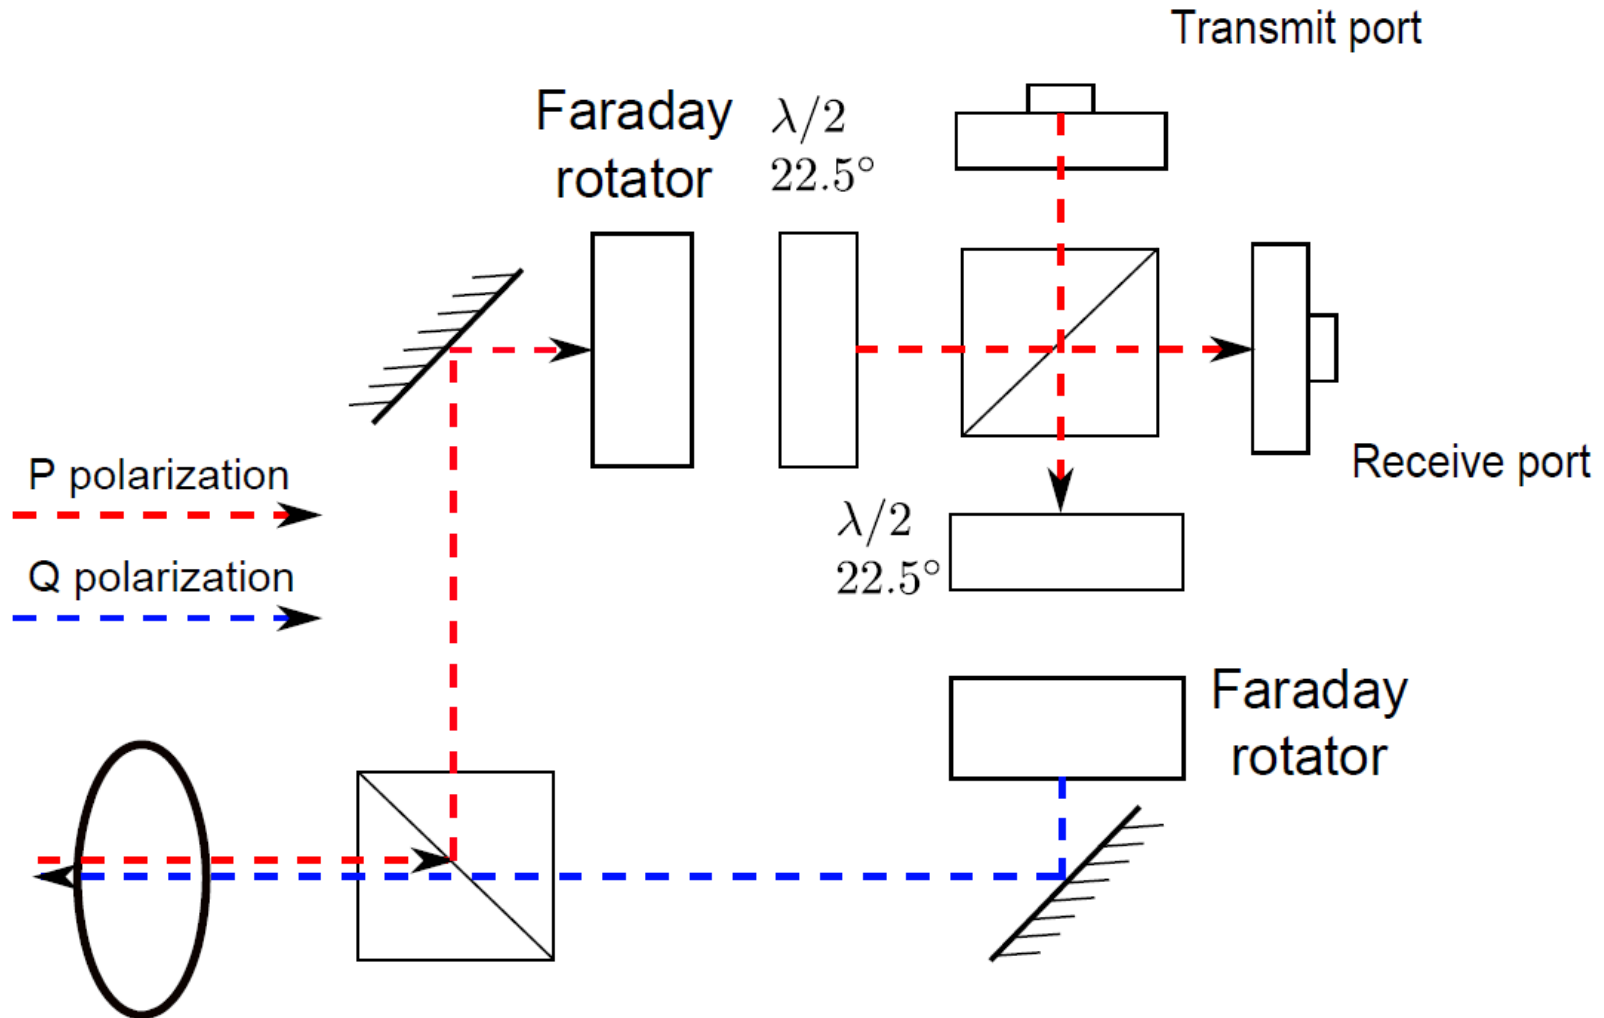 Transmit port
Faraday
rotator
λ/2
22.5°
P polarization
Receive port
Q polarization
λ/2
22.5°
Faraday
rotator